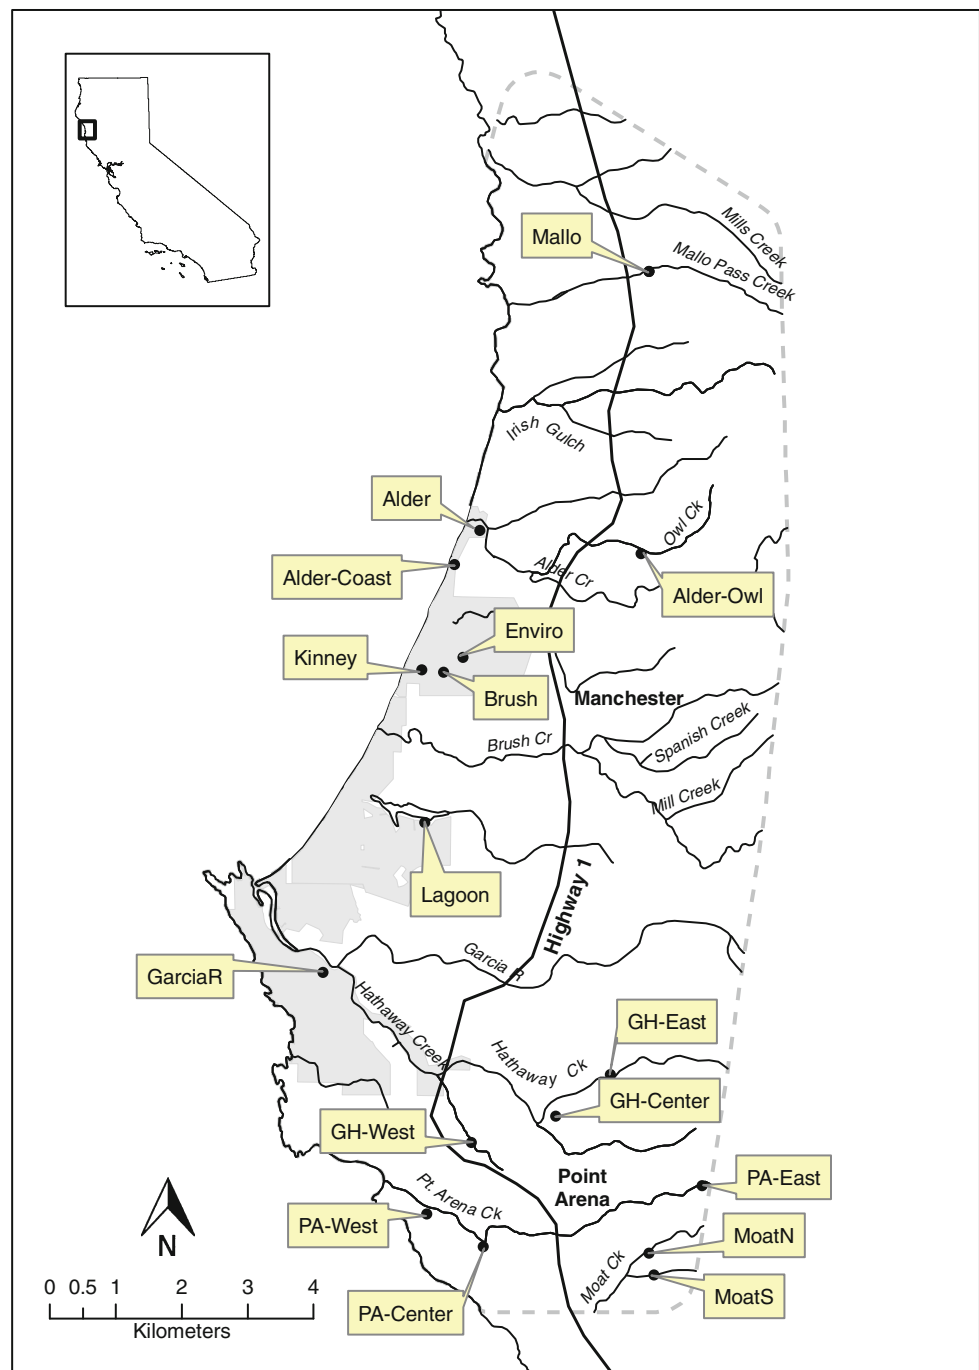 Mills Creek
Mallo
Mallo Pass Creek
Irish Gulch
Alder
Owl Ck
Alder-Coast
Alder Cr
Alder-Owl
Enviro
Kinney
Brush
Manchester
Brush Cr
Spanish Creek
Mill Creek
Lagoon
Highway 1
Garcia R
GarciaR
Hathaway Creek
GH-East
Hathaway Ck
GH-Center
GH-West
Point
Arena
PA-East
Pt. Arena Ck
PA-West
MoatN
Moat Ck
MoatS
PA-Center
N
0 0.5 1 2 3 4
Kilometers